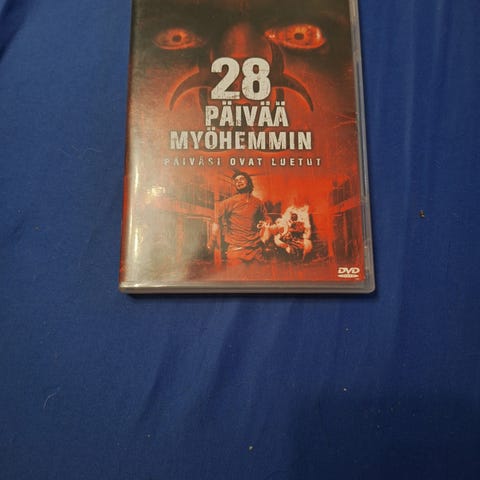 28
PÄIVÄÄ
MYÖHEMMIN
PÄIVÄSI OVAT LUETUT
DVD